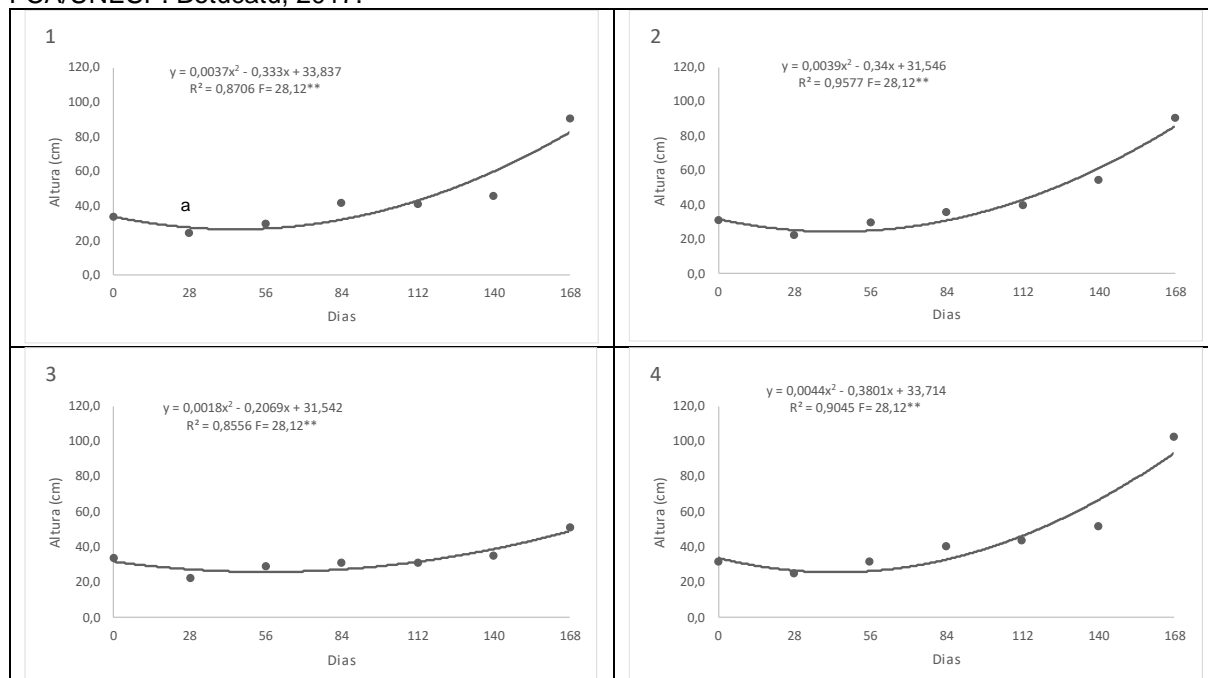 FCA/UNESP. Botucatu, 2017.
1
y = 0,0037x² - 0,333x + 33,837
R² = 0,8706 F= 28,12**
120,0
100,0
80,0
60,0
40,0
20,0
0,0
Altura (cm)
a
0 28 56 84 112 140 168
Dias
2
y = 0,0039x² - 0,34x + 31,546
R² = 0,9577 F= 28,12**
120,0
100,0
80,0
60,0
40,0
20,0
0,0
Altura (cm)
0 28 56 84 112 140 168
Dias
3
y = 0,0018x² - 0,2069x + 31,542
R² = 0,8556 F= 28,12**
120,0
100,0
80,0
60,0
40,0
20,0
0,0
Altura (cm)
0 28 56 84 112 140 168
Dias
4
y = 0,0044x² - 0,3801x + 33,714
R² = 0,9045 F= 28,12**
120,0
100,0
80,0
60,0
40,0
20,0
0,0
Altura (cm)
0 28 56 84 112 140 168
Dias